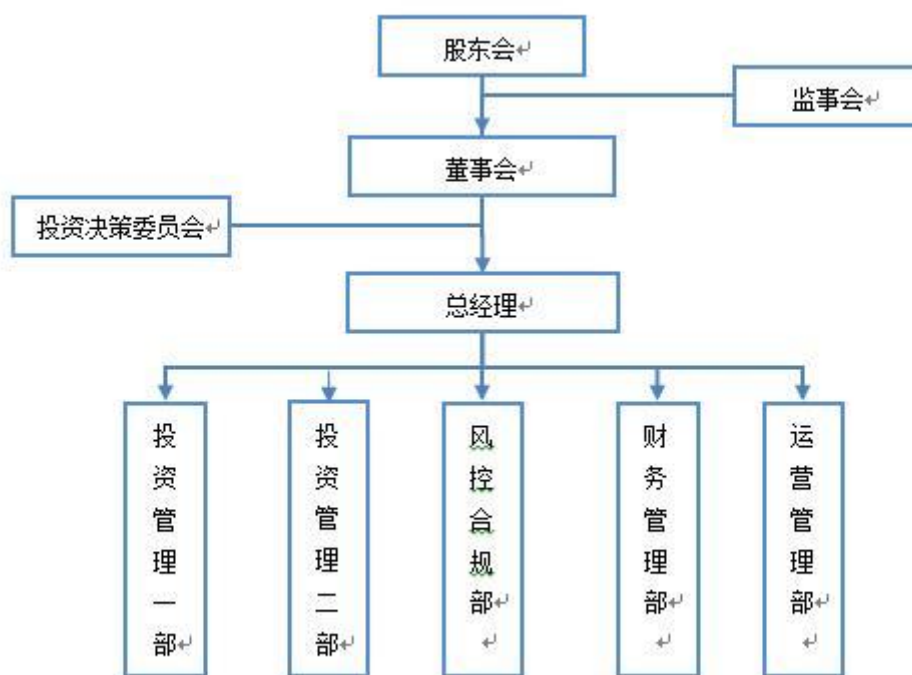 股东会
监事会
董事会
投资决策委员会
总经理
投资管理一部
投资管理二部
风控合规部
财务管理部
运营管理部